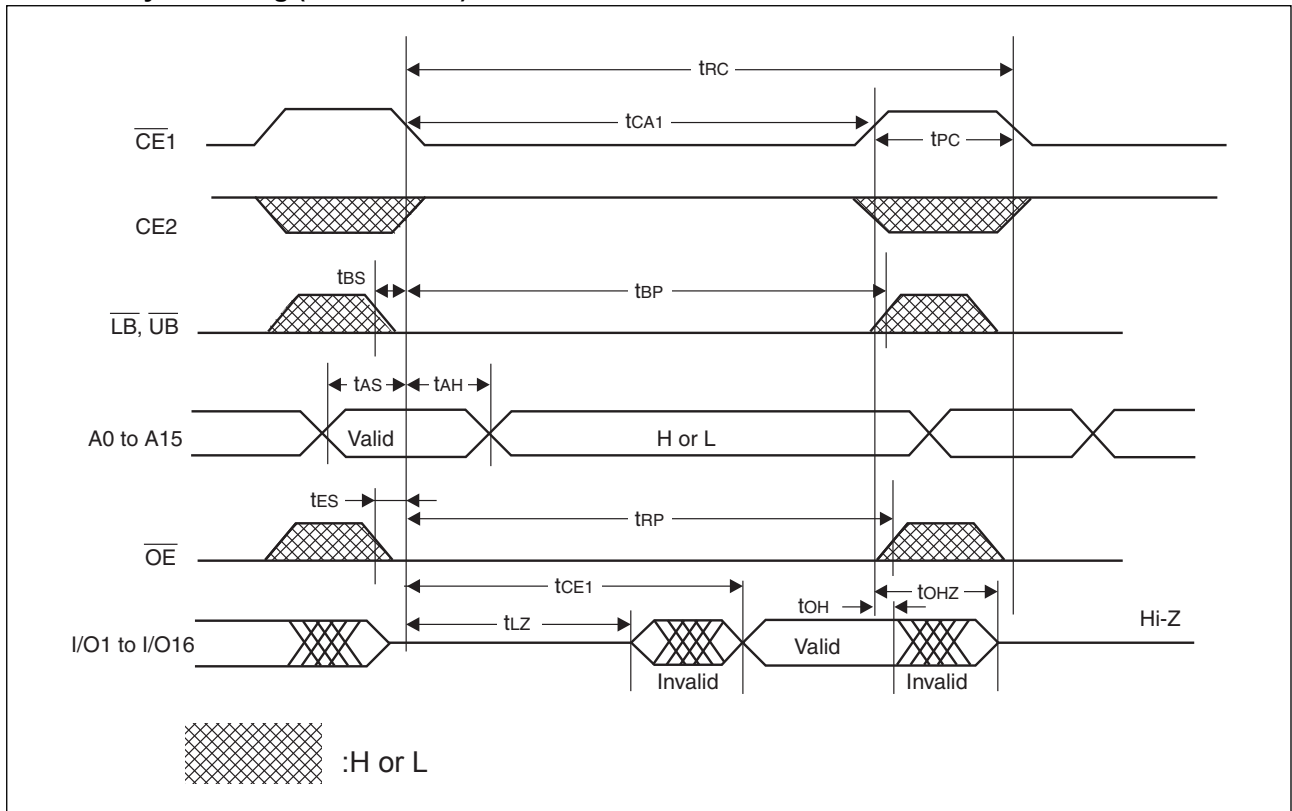 tRC
tCA1
tPC
CE1
CE2
tBS
tBP
LB, UB
tAS
tAH
A0 to A15
Valid
H or L
tES
tRP
OE
tCE1
tOH
tOHZ
tLZ
Hi-Z
I/O1 to I/O16
Valid
Invalid
Invalid
:H or L